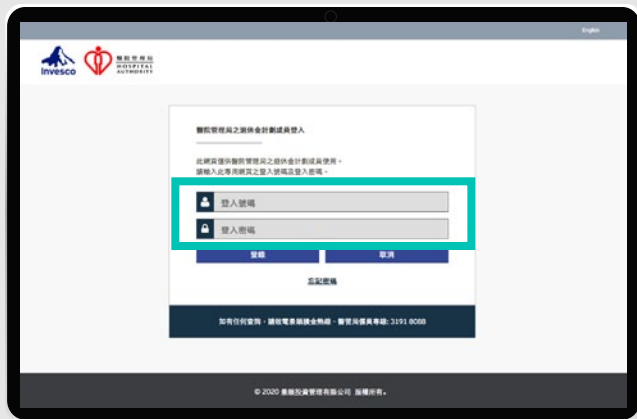 English
Invesco
醫院管理局
HOSPITAL
AUTHORITY
醫院管理局之退休金計劃成員登入
此網頁僅供醫院管理局之退休金計劃成員使用。
請輸入此專用網頁之登入號碼及登入密碼。
登入號碼
登入密碼
登錄 取消
忘記密碼
如有任何查詢，請致電景順積金熱線 - 醫管局僱員專線: 3191 8088
© 2020 景順投資管理有限公司 版權所有。